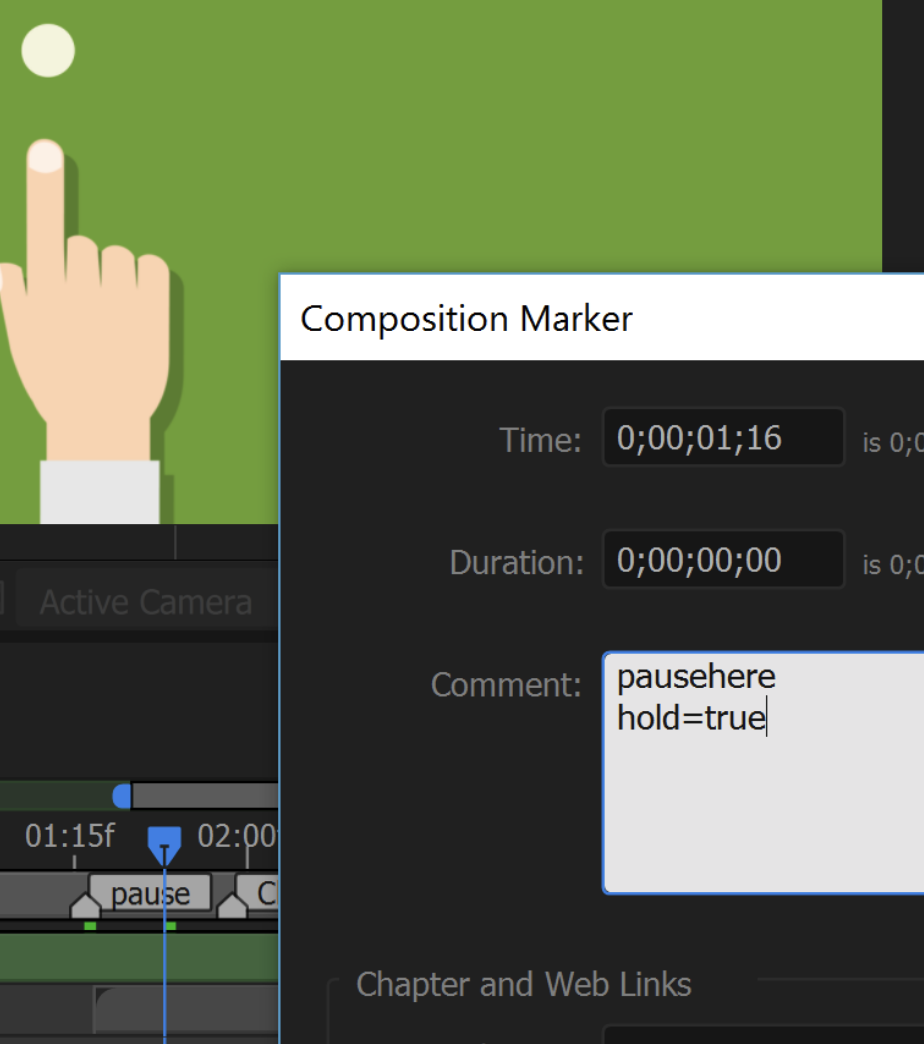 Composition Marker
Time: 0;00;01;16 is 0;0
Duration: 0;00;00;00 is 0;0
Active Camera
Comment: pausehere
hold=true
01:15f 02:00
pause C
Chapter and Web Links